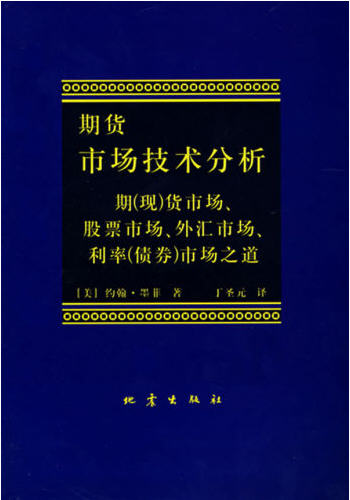 期货
市场技术分析
期(现)货市场、
股票市场、外汇市场、
利率(债券)市场之道
[美]约翰·墨菲 著 丁圣元 译
地震出版社